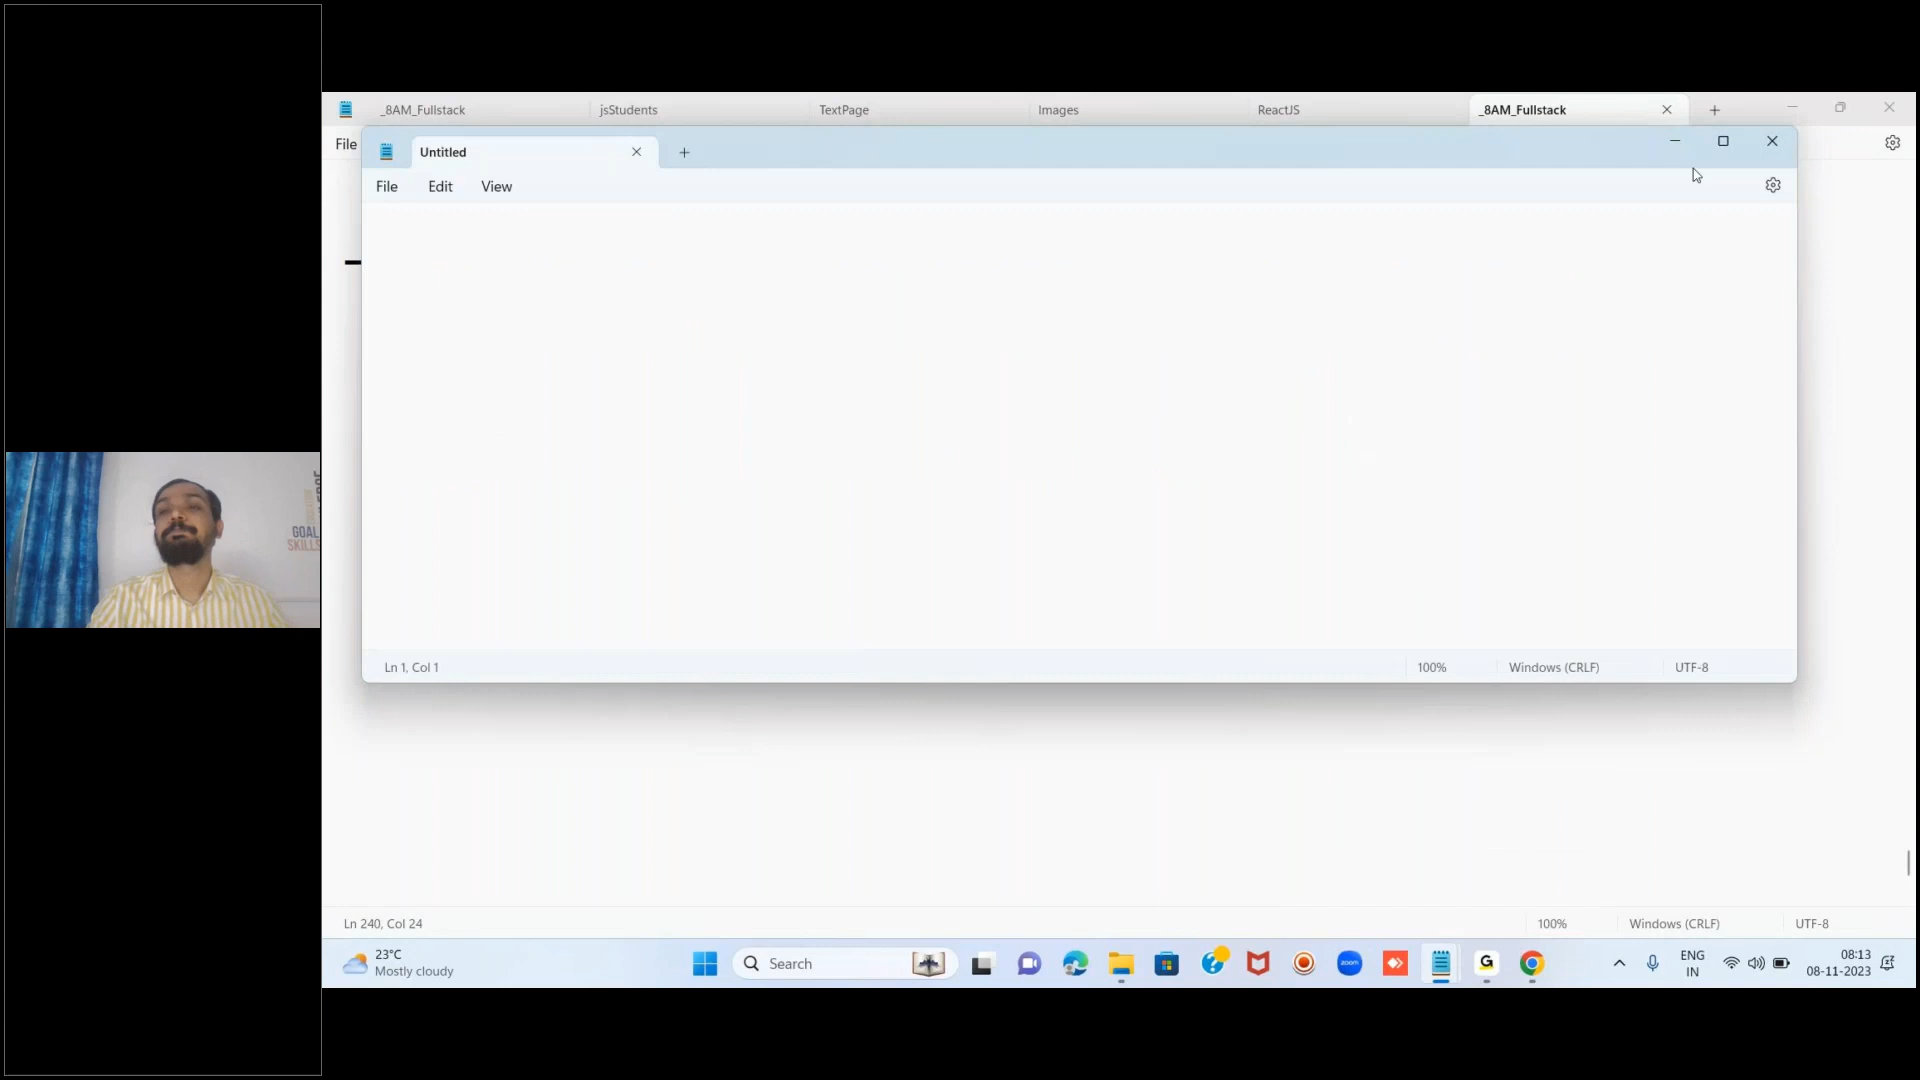 _8AM_Fullstack
jsStudents
TextPage
Images
ReactJS
_8AM_Fullstack
File
Untitled
File
Edit
View
Ln 1, Col 1
100%
Windows (CRLF)
UTF-8
GOAL
SKILLS
Ln 240, Col 24
100%
Windows (CRLF)
UTF-8
23°C
Mostly cloudy
Search
zoom
G
ENG
IN
08:13
08-11-2023